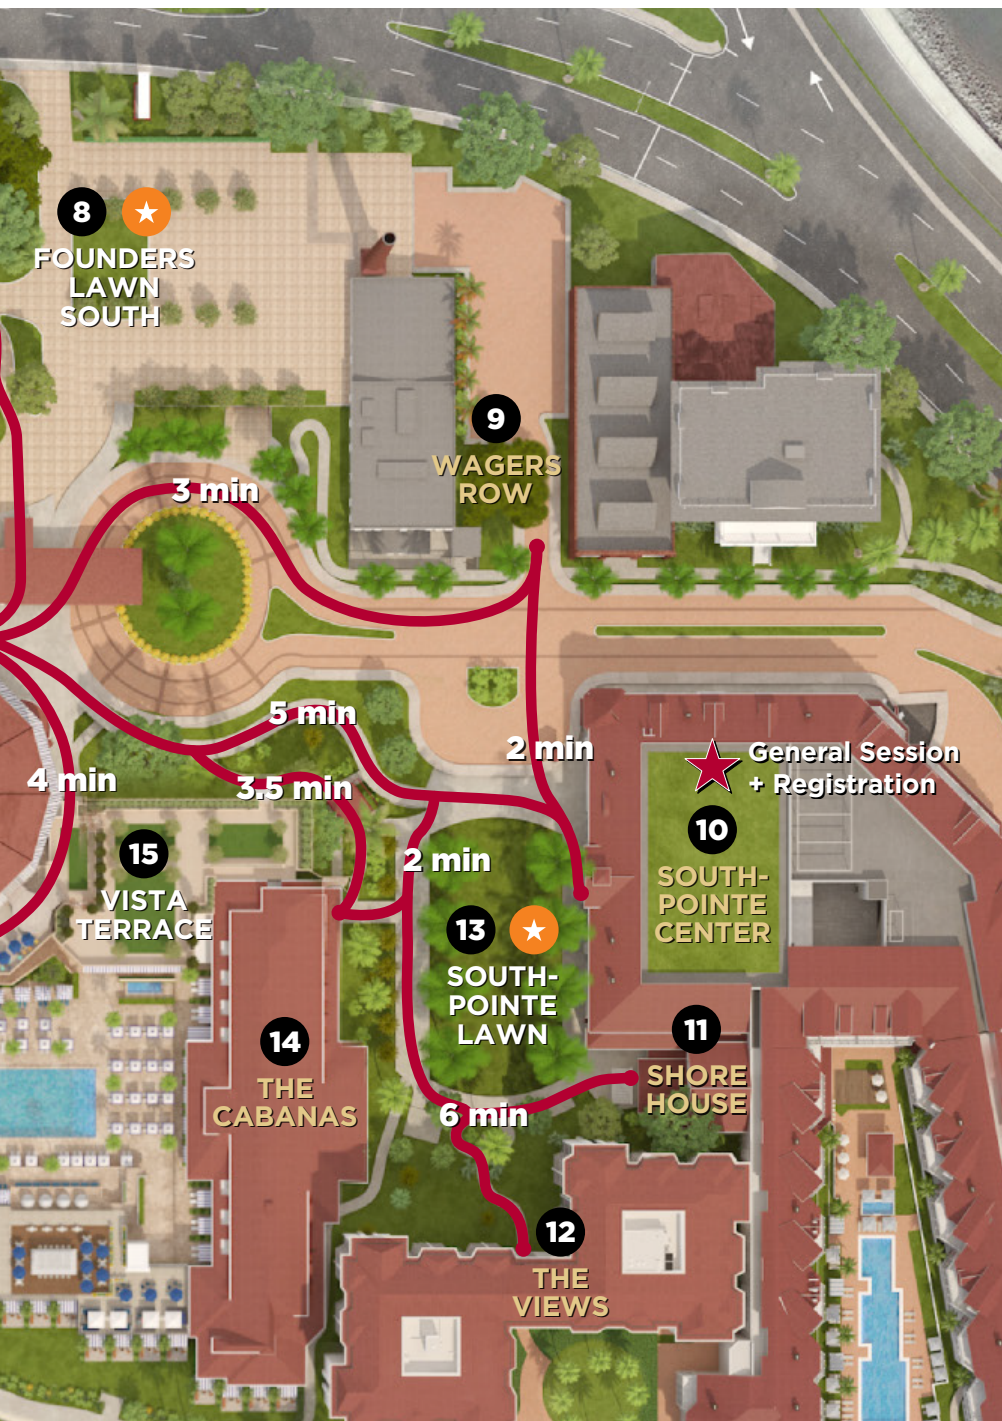 8
FOUNDERS
LAWN
SOUTH
9
WAGERS
ROW
3 min
5 min
2 min
General Session
+ Registration
4 min
3.5 min
10
SOUTH-
POINTE
CENTER
15
VISTA
TERRACE
2 min
13
SOUTH-
POINTE
LAWN
14
THE
CABANAS
11
SHORE
HOUSE
6 min
12
THE
VIEWS